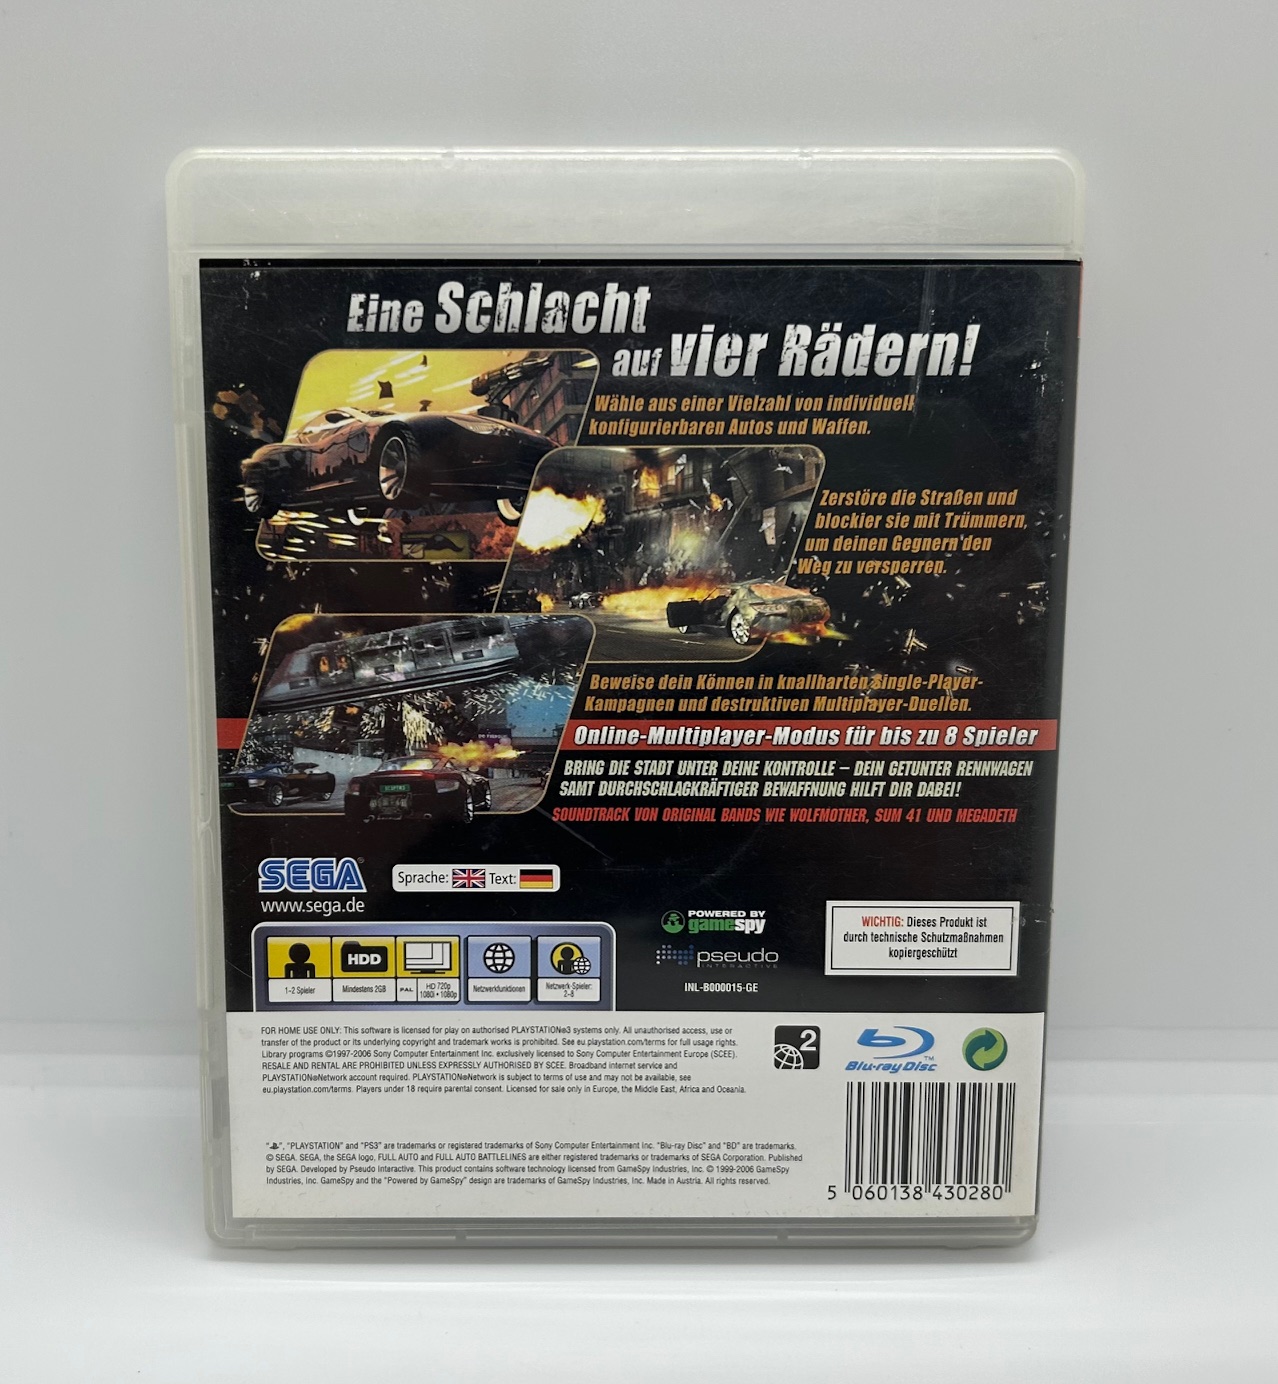 Eine Schlacht
auf vier Rädern!
Wähle aus einer Vielzahl von individuell
konfigurierbaren Autos und Waffen.
Zerstöre die Straßen und
blockier sie mit Trümmern,
um deinen Gegnern den
Weg zu versperren.
Beweise dein Können in knallharten Single-Player-
Kampagnen und destruktiven Multiplayer-Duellen.
Online-Multiplayer-Modus für bis zu 8 Spieler
BRING DIE STADT UNTER DEINE KONTROLLE – DEIN GETUNTER RENNWAGEN
SAMT DURCHSCHLAGKRÄFTIGER BEWAFFNUNG HILFT DIR DABEI!
SOUNDTRACK VON ORIGINAL BANDS WIE WOLFMOTHER, SUM 41 UND MEGADETH
SEGA®
www.sega.de
Sprache: Text:
POWERED BY
gamespy
pseudo
INTERACTIVE
INL-B000015-GE
WICHTIG: Dieses Produkt ist
durch technische Schutzmaßnahmen
kopiergeschützt
HDD
1-2 Spieler
Mindestens 2GB
PAL
HD 720p
1080i • 1080p
Netzwerkfunktionen
Netzwerk-Spieler:
2-8
FOR HOME USE ONLY: This software is licensed for play on authorised PLAYSTATION®3 systems only. All unauthorised access, use or
transfer of the product or its underlying copyright and trademark works is prohibited. See eu.playstation.com/terms for full usage rights.
Library programs ©1997-2006 Sony Computer Entertainment Inc. exclusively licensed to Sony Computer Entertainment Europe (SCEE).
RESALE AND RENTAL ARE PROHIBITED UNLESS EXPRESSLY AUTHORISED BY SCEE. Broadband internet service and
PLAYSTATION®Network account required. PLAYSTATION®Network is subject to terms of use and may not be available, see
eu.playstation.com/terms. Players under 18 require parental consent. Licensed for sale only in Europe, the Middle East, Africa and Oceania.
2
Blu-ray Disc™
"", "PLAYSTATION" and "PS3" are trademarks or registered trademarks of Sony Computer Entertainment Inc. "Blu-ray Disc" and "BD" are trademarks.
© SEGA. SEGA, the SEGA logo, FULL AUTO and FULL AUTO BATTLELINES are either registered trademarks or trademarks of SEGA Corporation. Published
by SEGA. Developed by Pseudo Interactive. This product contains software technology licensed from GameSpy Industries, Inc. © 1999-2006 GameSpy
Industries, Inc. GameSpy and the "Powered by GameSpy" design are trademarks of GameSpy Industries, Inc. Made in Austria. All rights reserved.
5 060138 430280